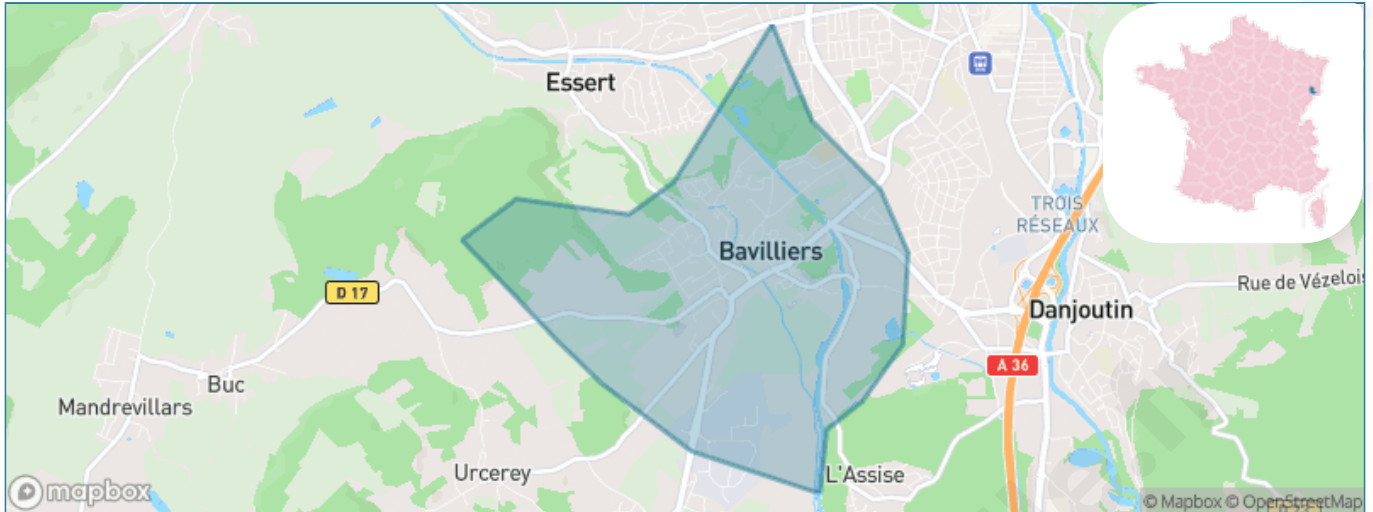 Essert
TROIS
RÉSEAUX
Bavilliers
Rue de Vézelois
D 17
Danjoutin
A 36
Buc
Mandrevillars
Urcerey
L'Assise
mapbox
© Mapbox © OpenStreetMap